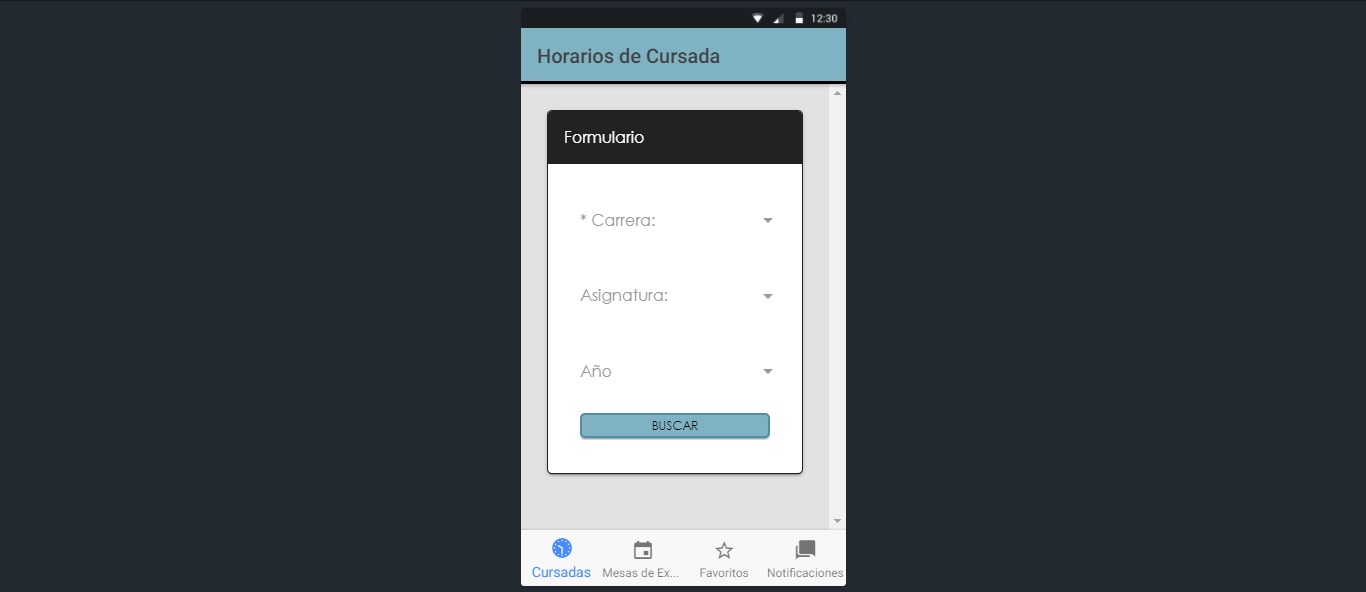 12:30
Horarios de Cursada
Formulario
* Carrera:
Asignatura:
Año
BUSCAR
Cursadas Mesas de Ex... Favoritos Notificaciones